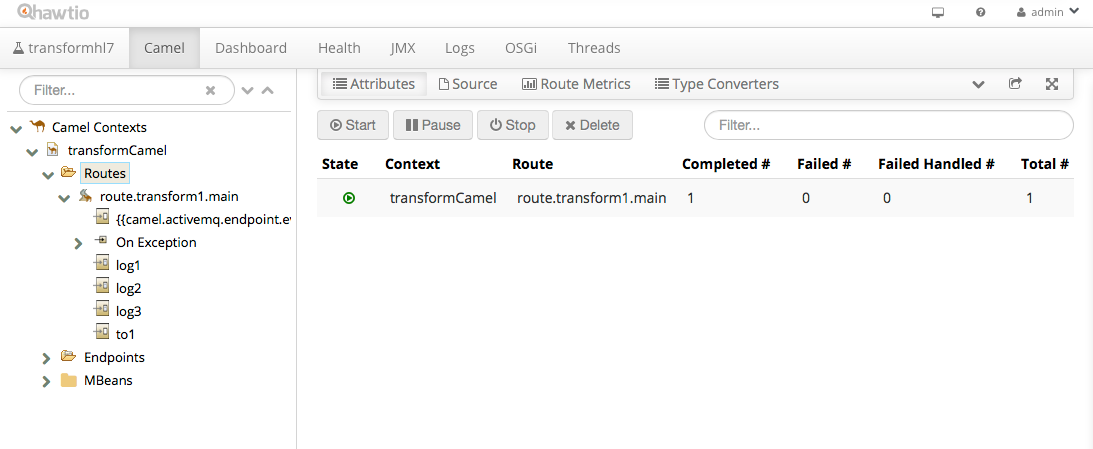 hawtio
admin
transformhl7 Camel Dashboard Health JMX Logs OSGi Threads
Filter...
Camel Contexts
transformCamel
Routes
route.transform1.main
{{camel.activemq.endpoint.ev
On Exception
log1
log2
log3
to1
Endpoints
MBeans
Attributes Source Route Metrics Type Converters
Start Pause Stop Delete Filter...
State Context Route Completed # Failed # Failed Handled # Total #
transformCamel route.transform1.main 1 0 0 1